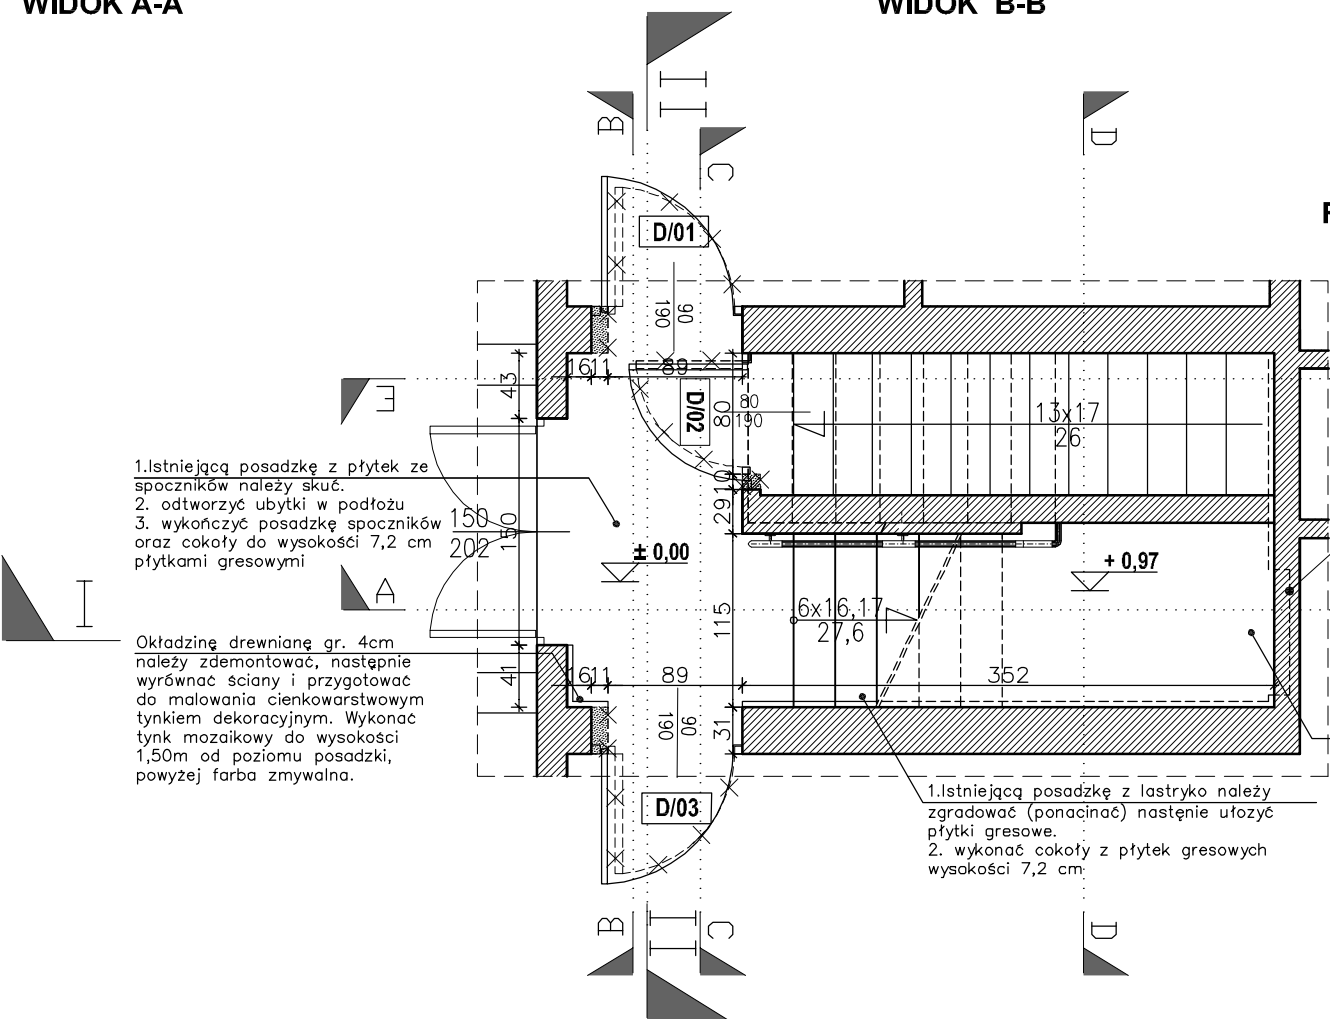 WIDOK A-A
WIDOK B-B
B
C
D
D/01
90
190
16 11
89
43
E
D/02
80
80
190
13x17
26
1.Istniejącą posadzkę z płytek ze
spoczników należy skuć.
2. odtworzyć ubytki w podłożu
3. wykończyć posadzkę spoczników
oraz cokoły do wysokośći 7,2 cm
płytkami gresowymi
150
202
150
10
29
± 0,00
+ 0,97
A
I
115
6x16,17
27,6
Okładzinę drewnianę gr. 4cm
należy zdemontować, następnie
wyrównać ściany i przygotować
do malowania cienkowarstwowym
tynkiem dekoracyjnym. Wykonać
tynk mozaikowy do wysokości
1,50m od poziomu posadzki,
powyżej farba zmywalna.
41
16 11
89
352
90
190
31
D/03
1.Istniejącą posadzkę z lastryko należy
zgradować (ponacinać) nastęnie ułozyć
płytki gresowe.
2. wykonać cokoły z płytek gresowych
wysokości 7,2 cm
B
II
C
D
II